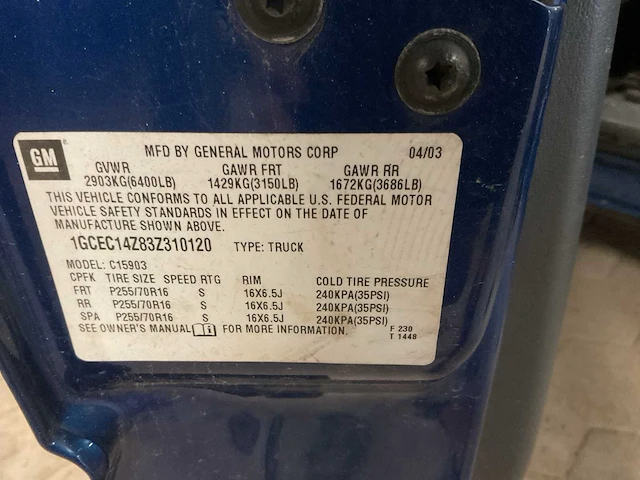 GM
MFD BY GENERAL MOTORS CORP 04/03
GVWR GAWR FRT GAWR RR
2903KG(6400LB) 1429KG(3150LB) 1672KG(3686LB)
THIS VEHICLE CONFORMS TO ALL APPLICABLE U.S. FEDERAL MOTOR
VEHICLE SAFETY STANDARDS IN EFFECT ON THE DATE OF
MANUFACTURE SHOWN ABOVE.
1GCEC14Z83Z310120 TYPE: TRUCK
MODEL: C15903
CPFK TIRE SIZE SPEED RTG RIM COLD TIRE PRESSURE
FRT P255/70R16 S 16X6.5J 240KPA(35PSI)
RR P255/70R16 S 16X6.5J 240KPA(35PSI)
SPA P255/70R16 S 16X6.5J 240KPA(35PSI)
SEE OWNER'S MANUAL FOR MORE INFORMATION.
F 230
T 1448